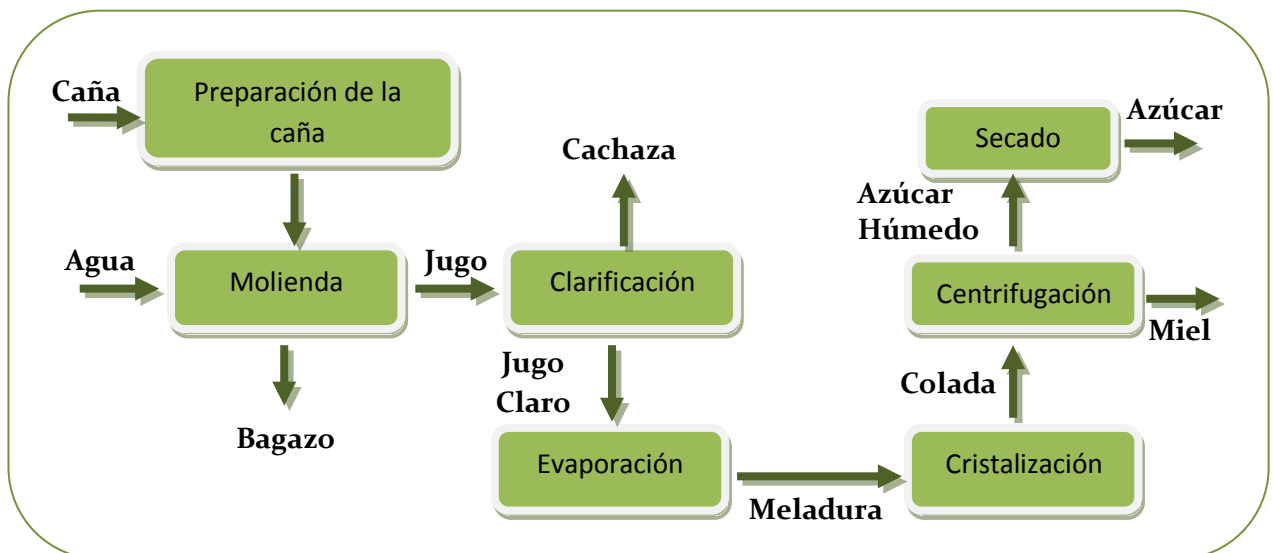 Caña
Preparación de la
caña
Agua
Molienda
Bagazo
Jugo
Clarificación
Cachaza
Jugo
Claro
Evaporación
Meladura
Cristalización
Colada
Centrifugación
Miel
Azúcar
Húmedo
Secado
Azúcar